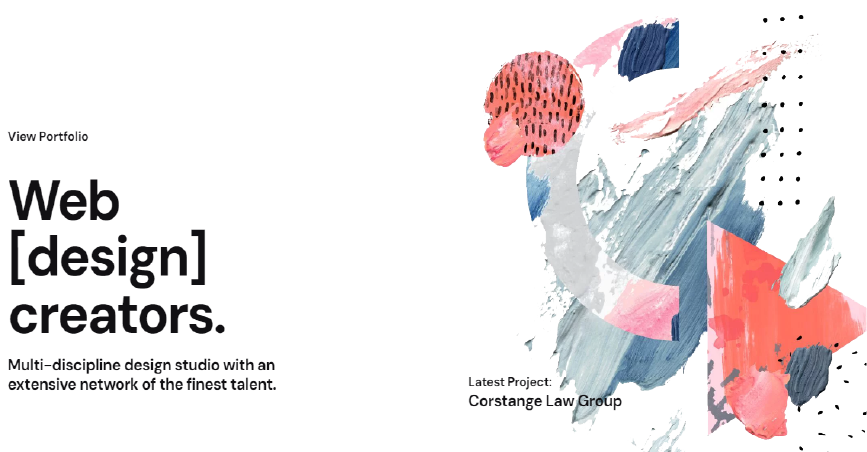 View Portfolio
Web
[design]
creators.
Multi-discipline design studio with an
extensive network of the finest talent.
Latest Project:
Corstange Law Group